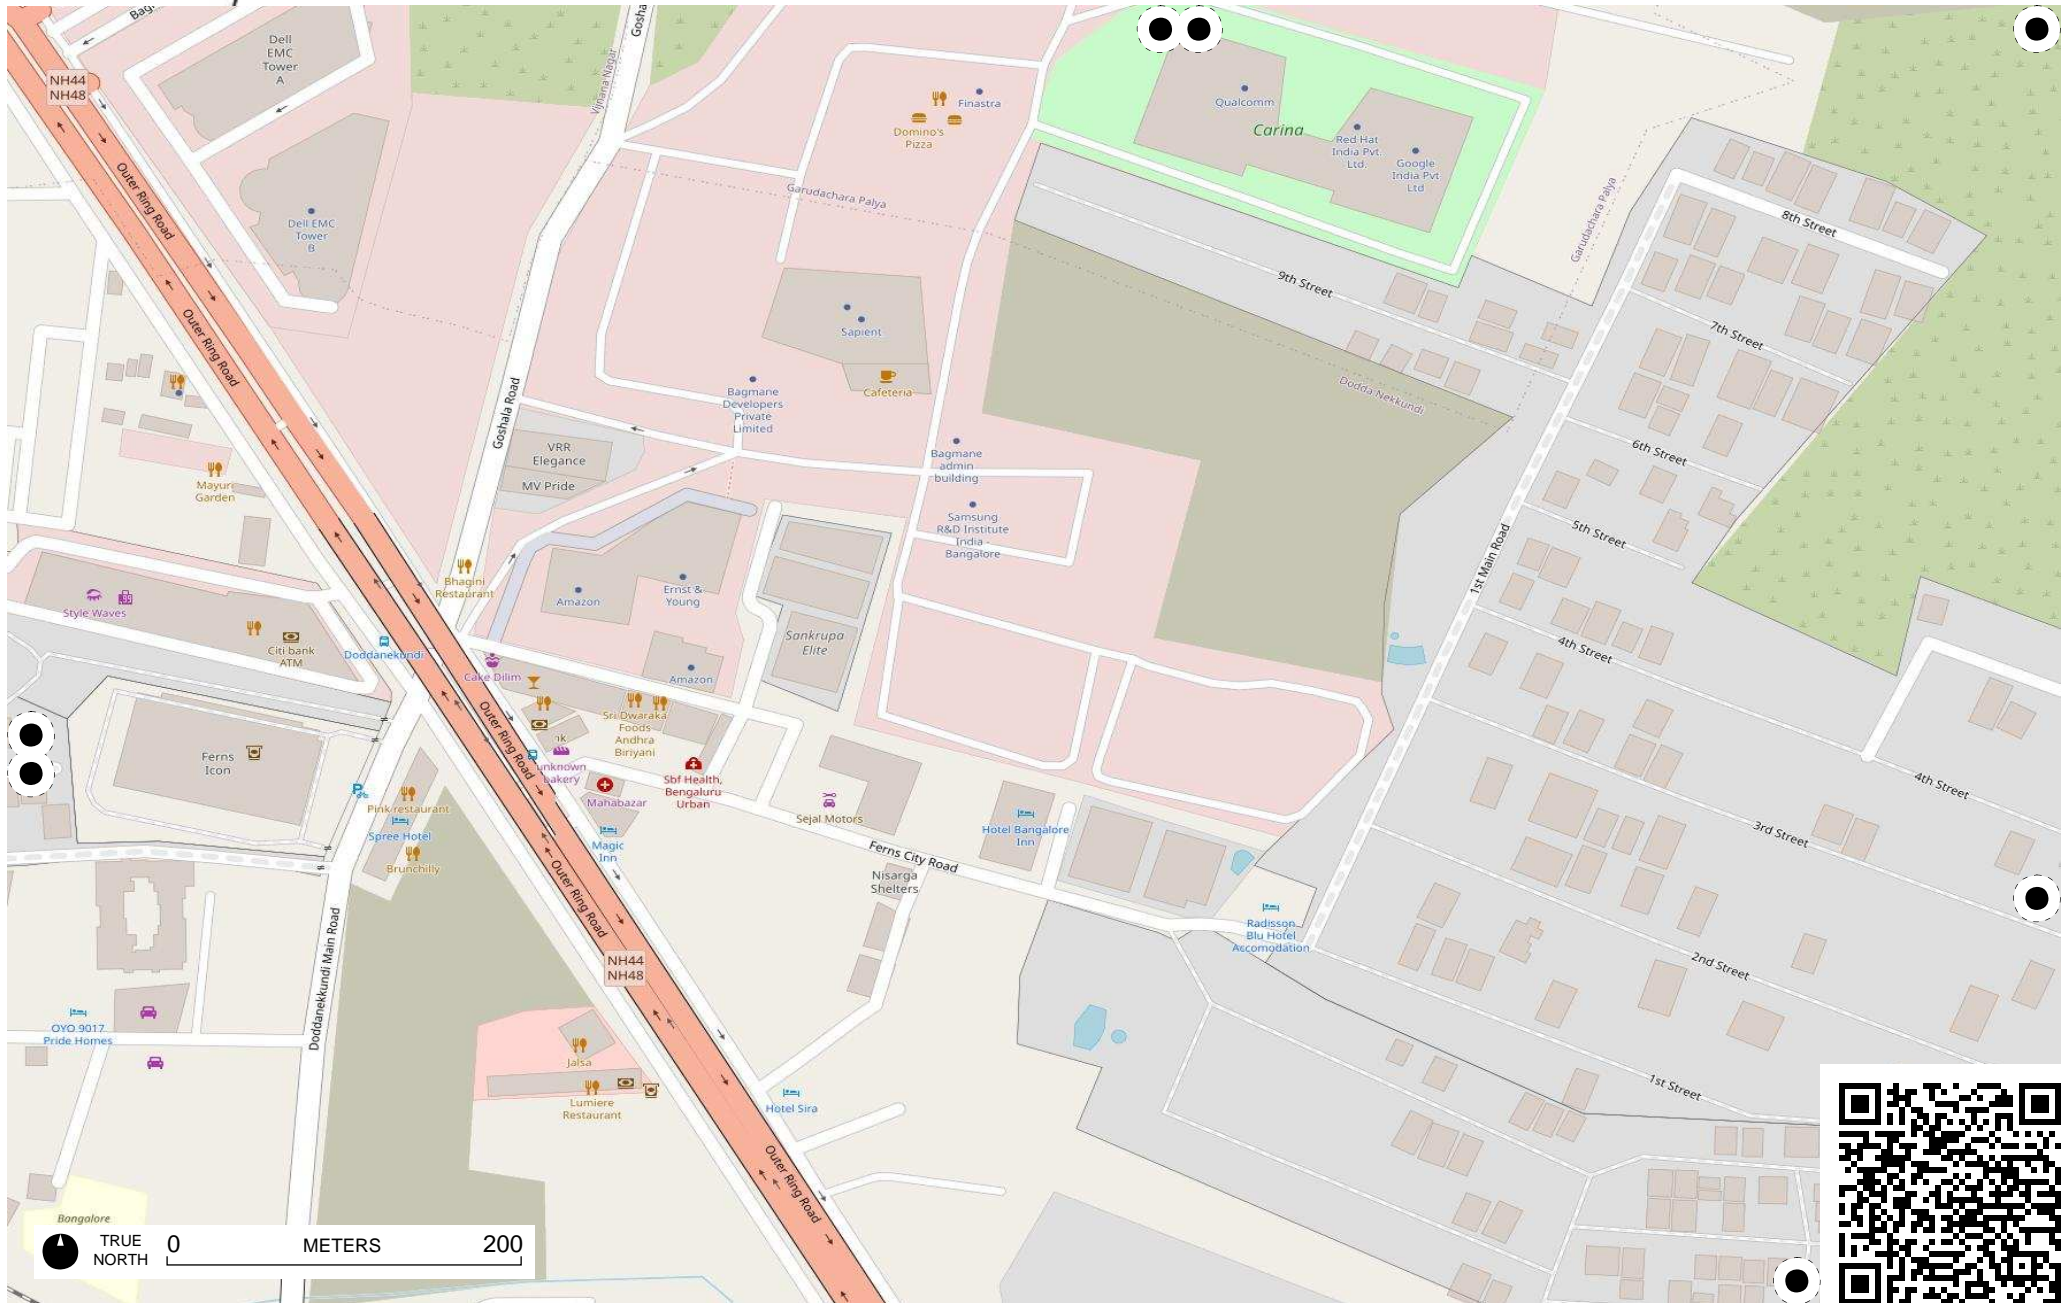 Dell
EMC
Tower
A
NH44
NH48
Outer Ring Road
Dell EMC
Tower
B
Outer Ring Road
Vijnana Nagar
Finastra
Domino's
Pizza
Garudachara Palya
Qualcomm
Carina
Red Hat
India Pvt.
Ltd.
Google
India Pvt
Ltd
Garudachara Palya
8th Street
9th Street
7th Street
Sapient
Cafeteria
Dodda Nekkundi
Goshala Road
Bagmane
Developers
Private
Limited
VRR
Elegance
MV Pride
Bagmane
admin
building
6th Street
Mayuri
Garden
Samsung
R&D Institute
India -
Bangalore
5th Street
1st Main Road
Bhagini
Restaurant
Style Waves
Amazon
Ernst &
Young
Citi bank
ATM
Doddanekundi
Sankrupa
Elite
4th Street
Cake Dilim
Amazon
Outer Ring Road
Sri Dwaraka
Foods
Andhra
Biriyani
nk
Ferns
Icon
unknown
bakery
Sbf Health,
Bengaluru
Urban
Mahabazar
Pink restaurant
Spree Hotel
Brunchilly
Magic
Inn
Sejal Motors
Hotel Bangalore
Inn
4th Street
3rd Street
Ferns City Road
Nisarga
Shelters
Outer Ring Road
Radisson
Blu Hotel
Accomodation
Doddanekkundi Main Road
NH44
NH48
2nd Street
OYO 9017
Pride Homes
Jalsa
1st Street
Lumiere
Restaurant
Hotel Sira
Outer Ring Road
Bangalore
TRUE
NORTH
0 METERS 200